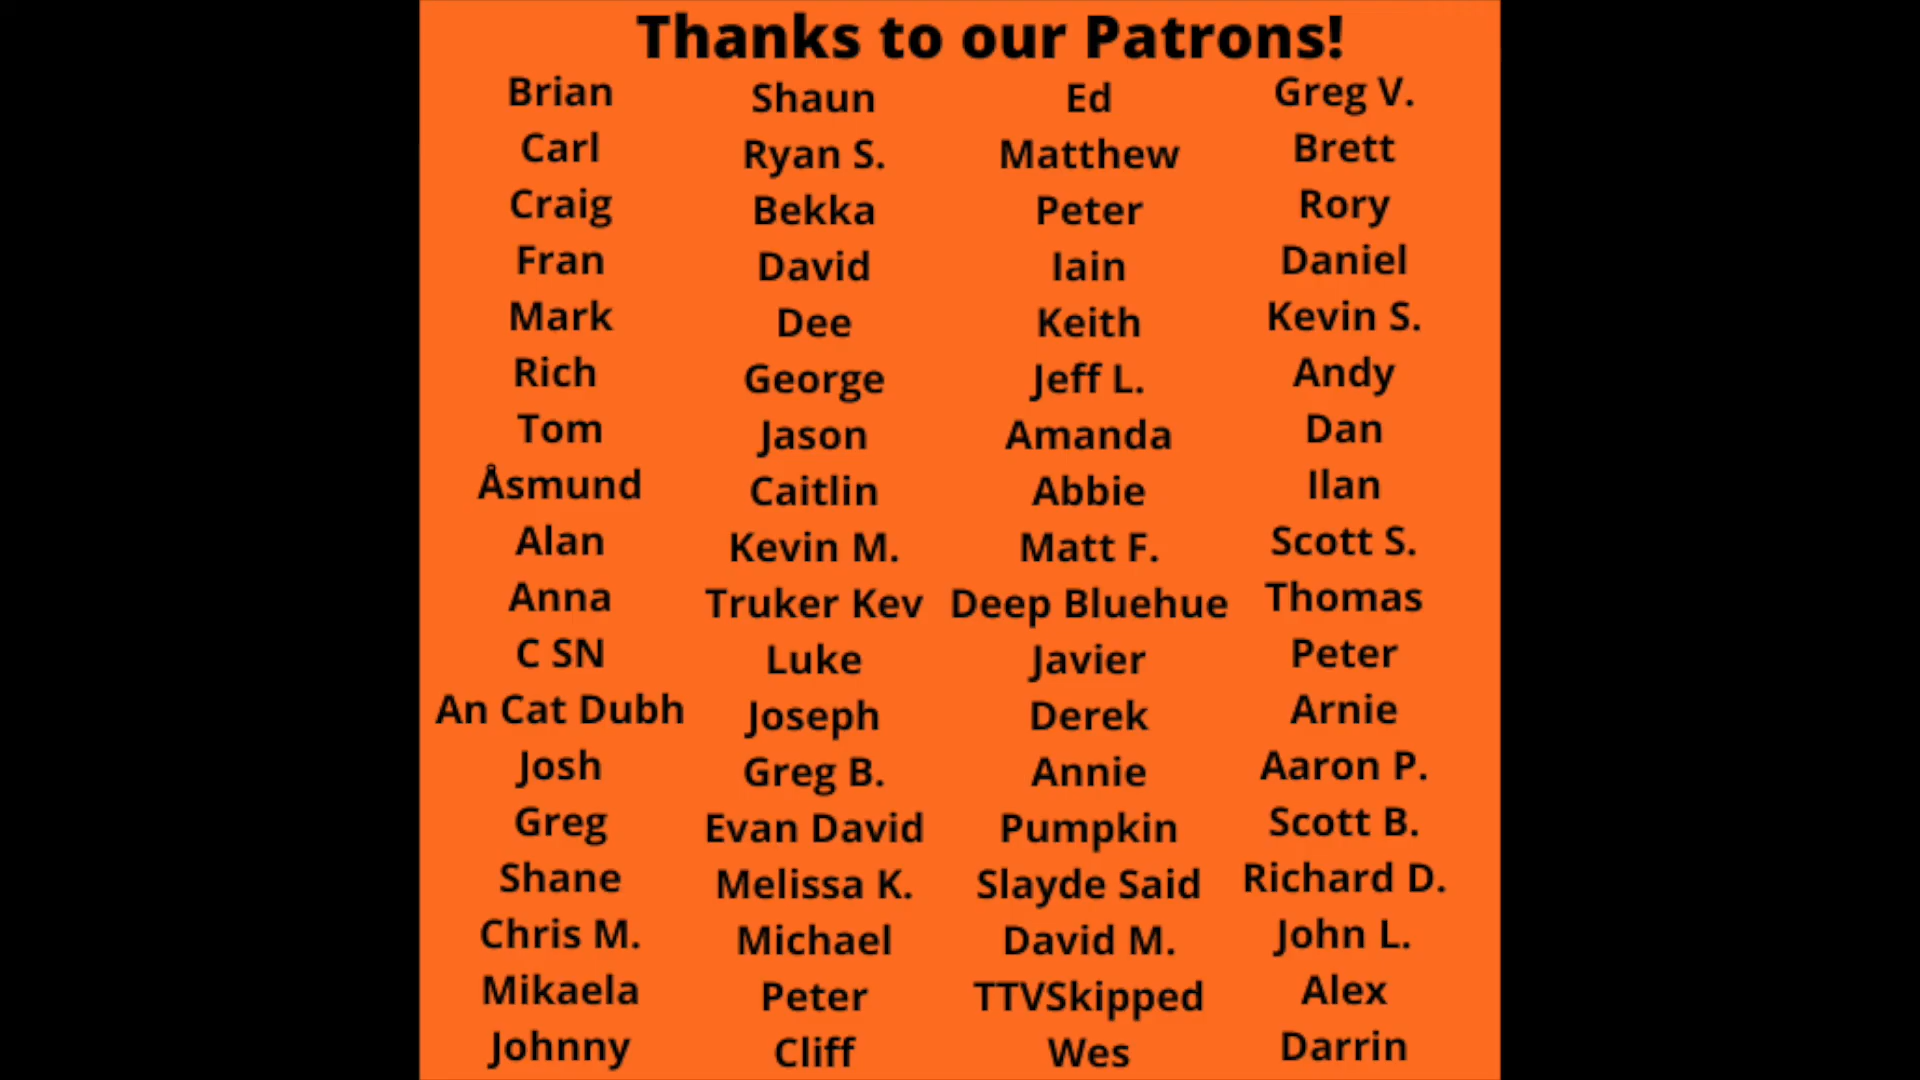 Thanks to our Patrons!
Brian
Carl
Craig
Fran
Mark
Rich
Tom
Åsmund
Alan
Anna
C SN
An Cat Dubh
Josh
Greg
Shane
Chris M.
Mikaela
Johnny
Shaun
Ryan S.
Bekka
David
Dee
George
Jason
Caitlin
Kevin M.
Truker Kev
Luke
Joseph
Greg B.
Evan David
Melissa K.
Michael
Peter
Cliff
Ed
Matthew
Peter
Iain
Keith
Jeff L.
Amanda
Abbie
Matt F.
Deep Bluehue
Javier
Derek
Annie
Pumpkin
Slayde Said
David M.
TTVSkipped
Wes
Greg V.
Brett
Rory
Daniel
Kevin S.
Andy
Dan
Ilan
Scott S.
Thomas
Peter
Arnie
Aaron P.
Scott B.
Richard D.
John L.
Alex
Darrin